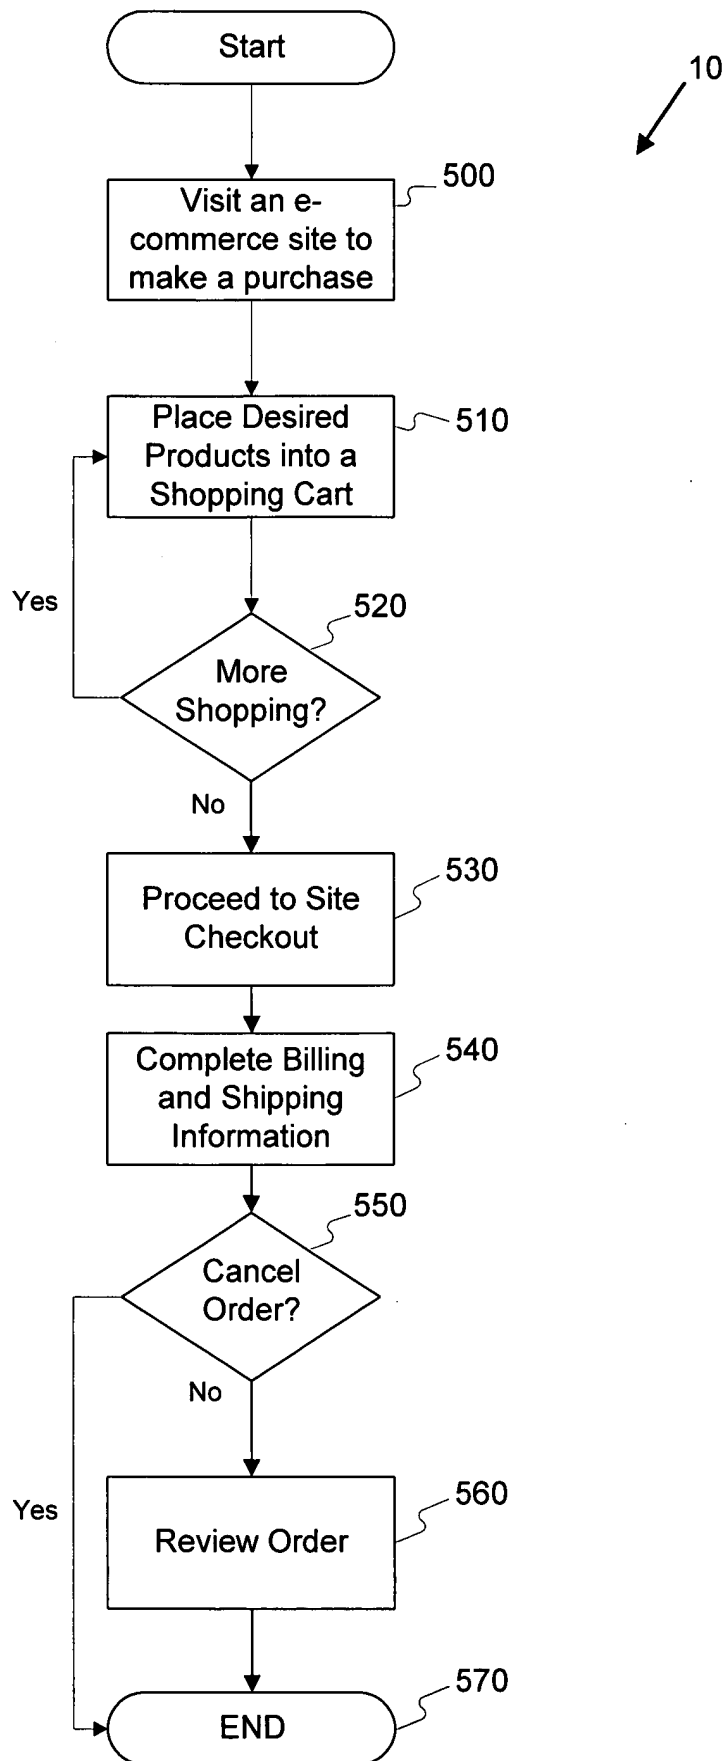 Start
10
500
Visit an e-
commerce site to
make a purchase
Place Desired
Products into a
Shopping Cart
510
Yes
520
More
Shopping?
No
530
Proceed to Site
Checkout
540
Complete Billing
and Shipping
Information
550
Cancel
Order?
No
Yes
560
Review Order
570
END